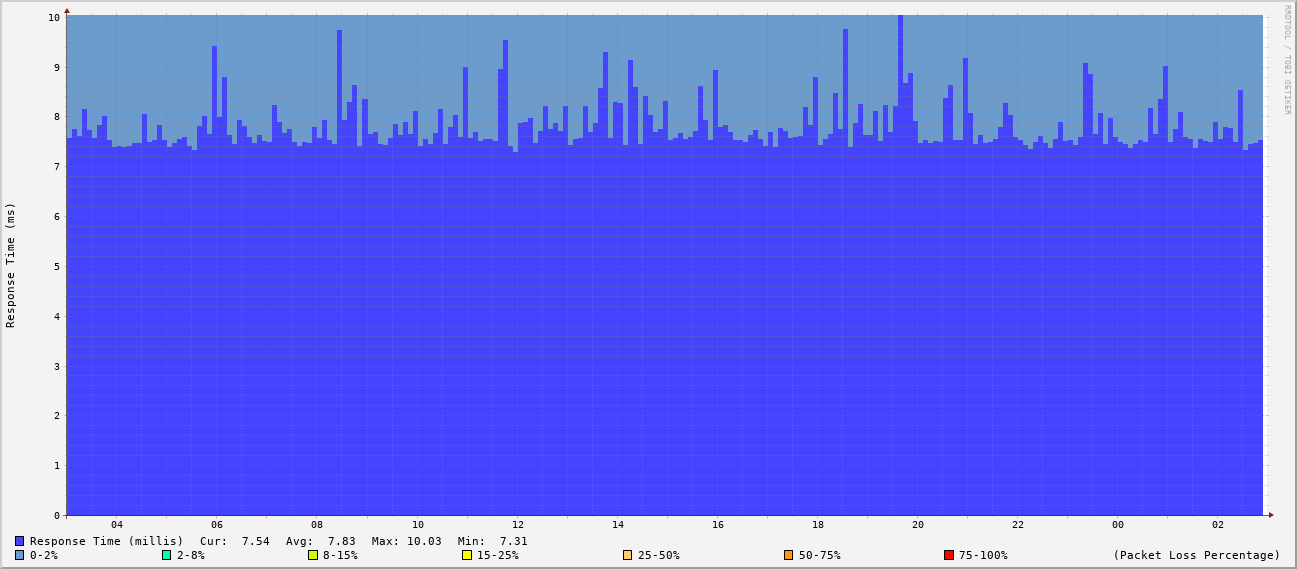 RRDTOOL / TOBI OETIKER
Response Time (ms)
10
9
8
7
6
5
4
3
2
1
0
04 06 08 10 12 14 16 18 20 22 00 02
Response Time (millis) Cur: 7.54 Avg: 7.83 Max: 10.03 Min: 7.31
0-2% 2-8% 8-15% 15-25% 25-50% 50-75% 75-100% (Packet Loss Percentage)